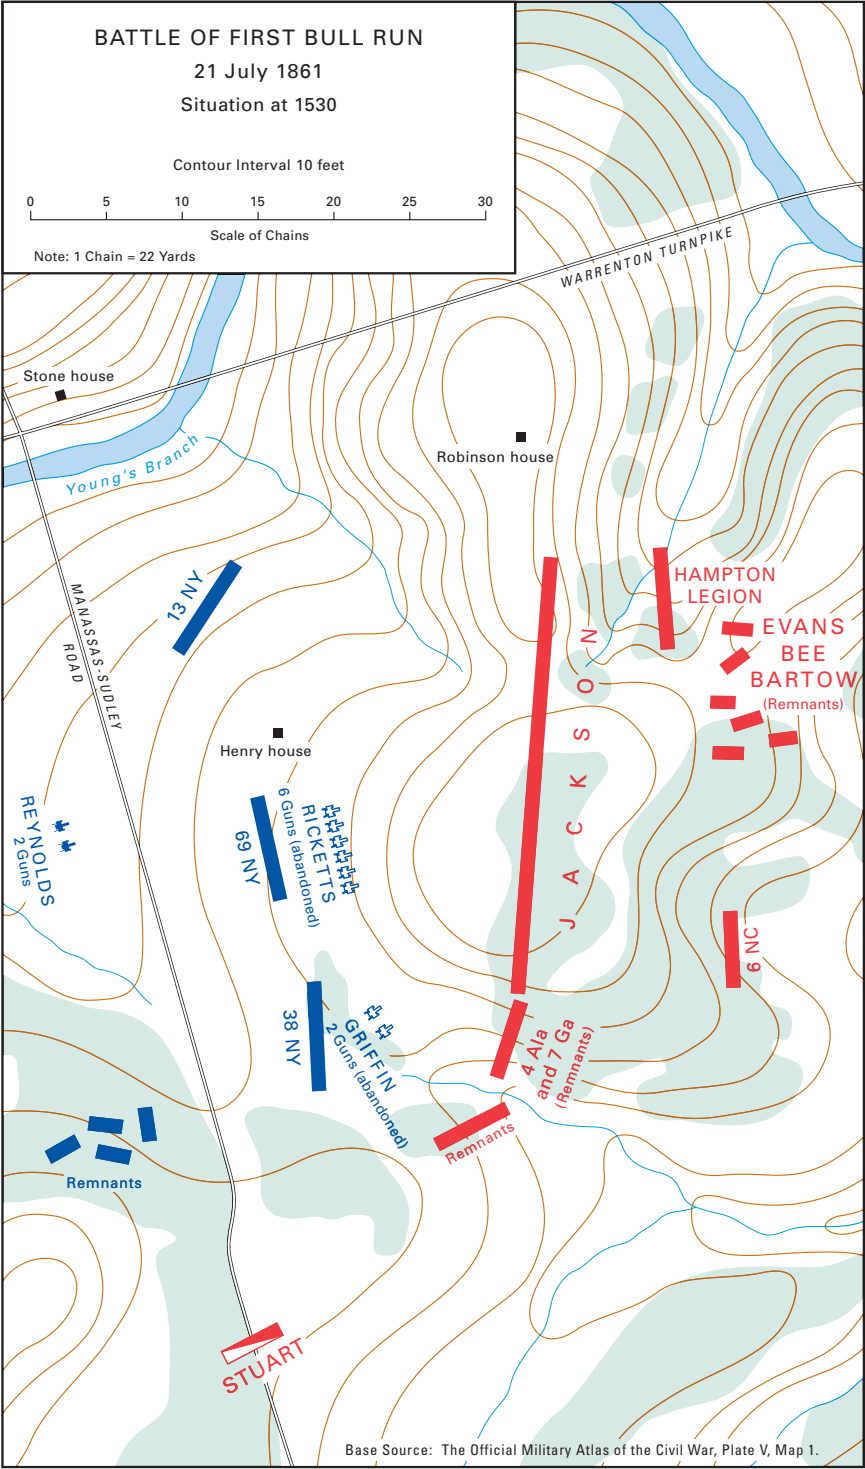 BATTLE OF FIRST BULL RUN
21 July 1861
Situation at 1530
Contour Interval 10 feet
0 5 10 15 20 25 30
Scale of Chains
Note: 1 Chain = 22 Yards
WARRENTON TURNPIKE
Stone house
Robinson house
Young's Branch
13 NY
MANASSAS-SUDLEY
ROAD
HAMPTON
LEGION
EVANS
BEE
BARTOW
(Remnants)
JACKSON
Henry house
REYNOLDS
2 Guns
69 NY
6 Guns (abandoned)
RICKETTS
6 NC
38 NY
GRIFFIN
2 Guns (abandoned)
4 Ala
and 7 Ga
(Remnants)
Remnants
Remnants
STUART
Base Source: The Official Military Atlas of the Civil War, Plate V, Map 1.